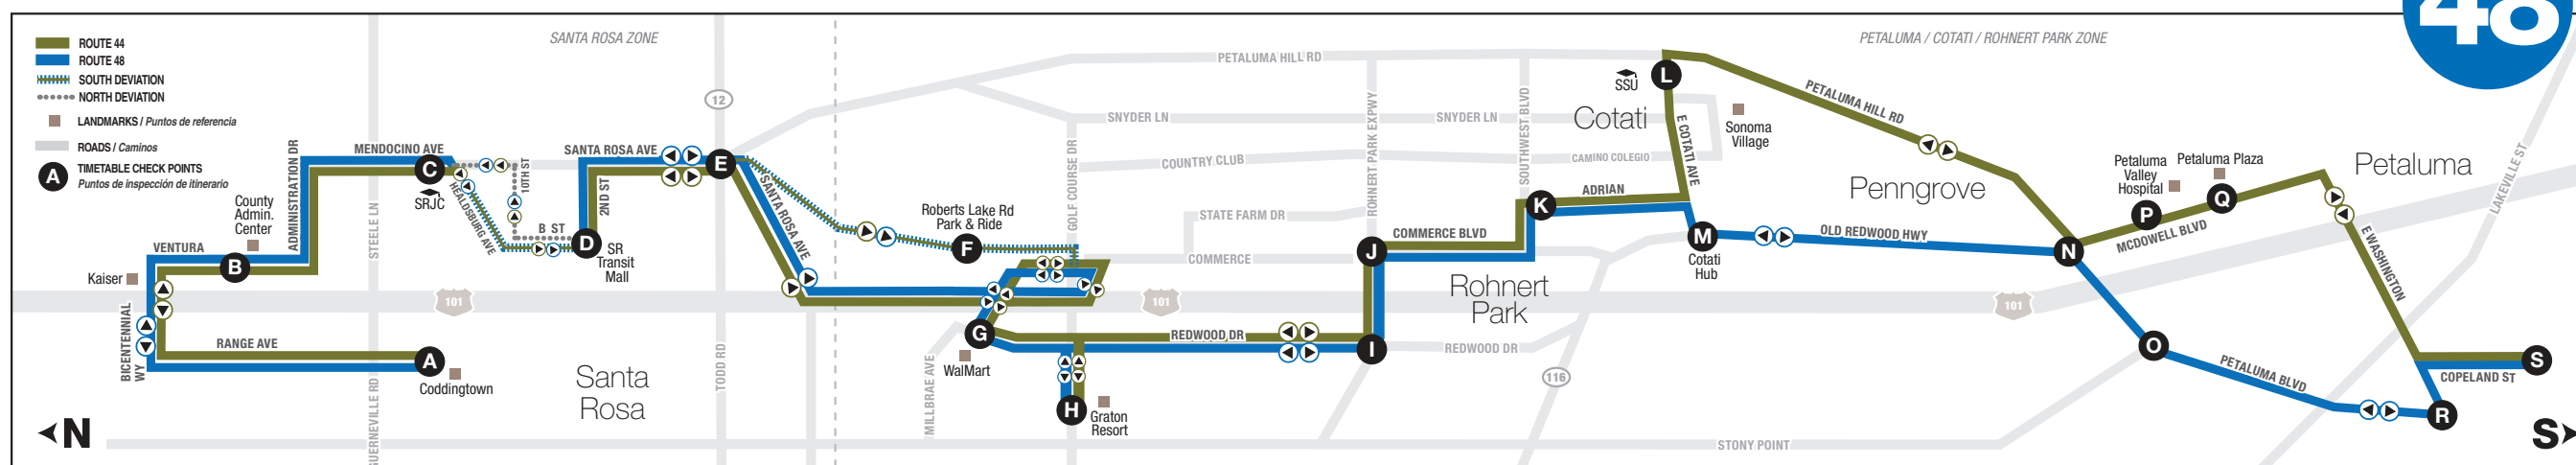 48
ROUTE 44
ROUTE 48
SOUTH DEVIATION
NORTH DEVIATION
LANDMARKS / Puntos de referencia
ROADS / Caminos
A
TIMETABLE CHECK POINTS
Puntos de inspección de itinerario
SANTA ROSA ZONE
PETALUMA / COTATI / ROHNERT PARK ZONE
Kaiser
BICENTENNIAL
WY
VENTURA
RANGE AVE
A
Coddingtown
B
County
Admin.
Center
ADMINISTRATION DR
STEELE LN
GUERNEVILLE RD
MENDOCINO AVE
C
SRJC
HEALDSBURG AVE
10TH ST
B ST
D
SR
Transit
Mall
2ND ST
SANTA ROSA AVE
12
E
TODD RD
101
Santa
Rosa
SANTA ROSA AVE
Roberts Lake Rd
Park & Ride
F
G
WalMart
MILLBRAE AVE
H
Graton
Resort
GOLF COURSE DR
PETALUMA HILL RD
SNYDER LN
SNYDER LN
COUNTRY CLUB
CAMINO COLEGIO
STATE FARM DR
COMMERCE
101
REDWOOD DR
I
REDWOOD DR
J
ROHNERT PARK EXPWY
COMMERCE BLVD
Rohnert
Park
SOUTHWEST BLVD
K
ADRIAN
116
Cotati
SSU
L
E COTATI AVE
Sonoma
Village
M
Cotati
Hub
OLD REDWOOD HWY
PETALUMA HILL RD
Penngrove
101
STONY POINT
N
O
PETALUMA BLVD
Petaluma
Valley
Hospital
P
Petaluma Plaza
Q
MCDOWELL BLVD
E WASHINGTON
Petaluma
LAKEVILLE ST
R
COPELAND ST
S
N
S